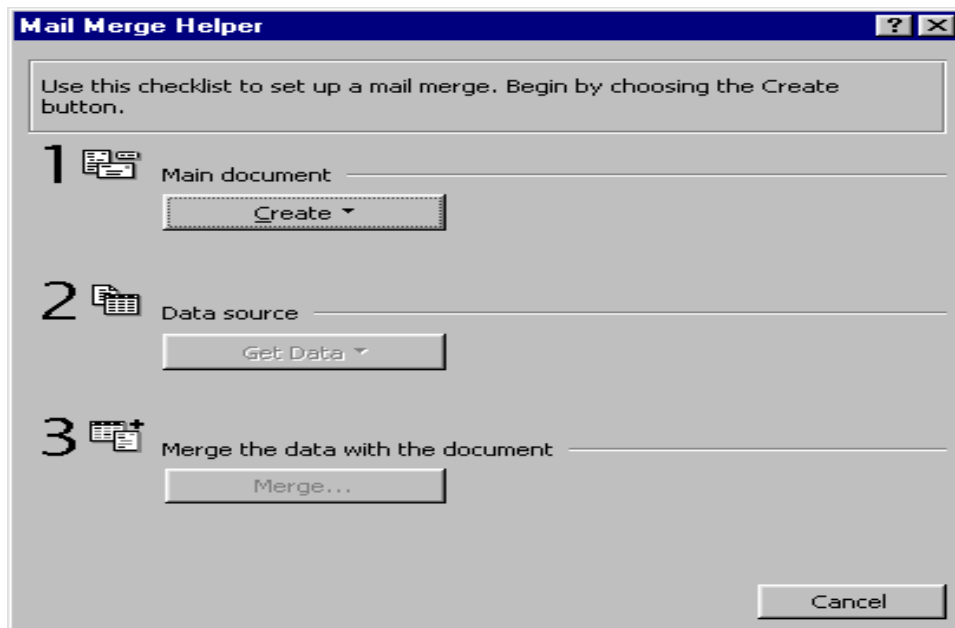 Mail Merge Helper
Use this checklist to set up a mail merge. Begin by choosing the Create
button.
1 Main document
Create
2 Data source
Get Data
3 Merge the data with the document
Merge...
Cancel